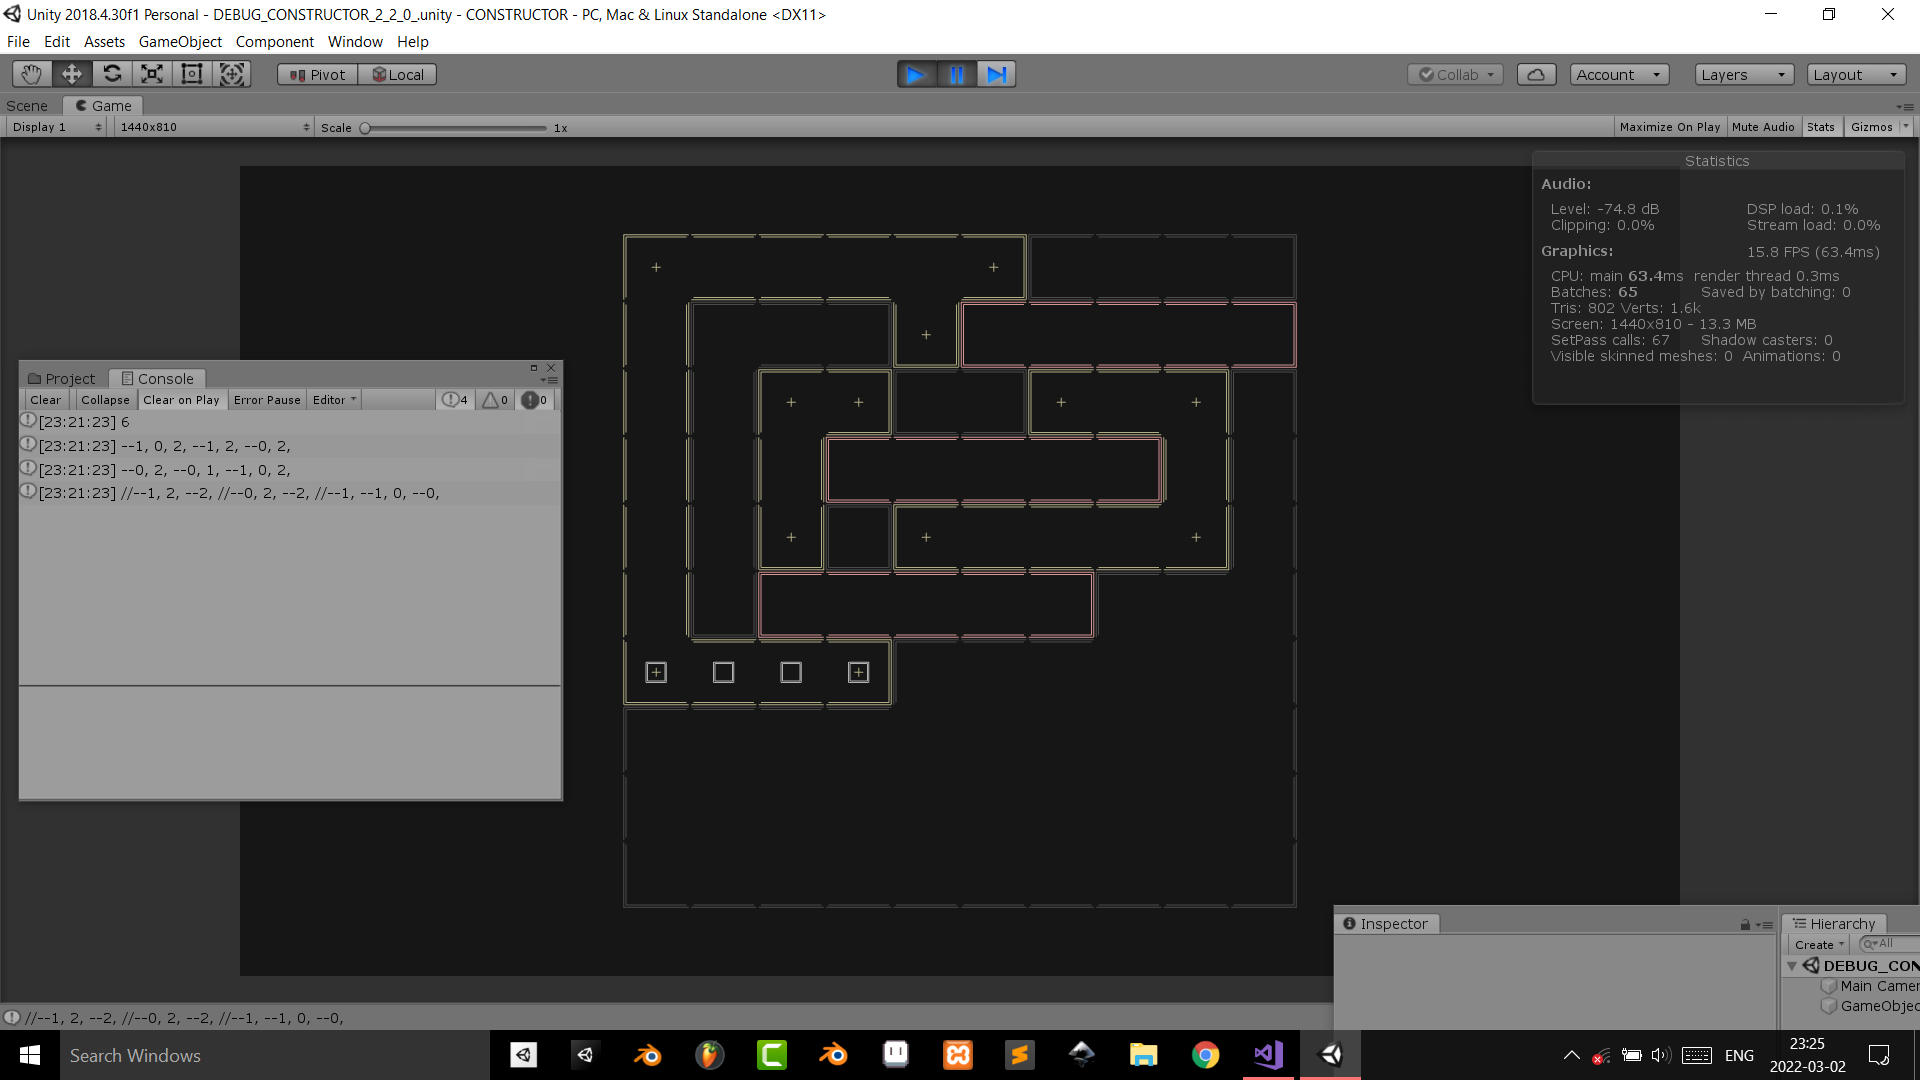 Unity 2018.4.30f1 Personal - DEBUG_CONSTRUCTOR_2_2_0_.unity - CONSTRUCTOR - PC, Mac & Linux Standalone <DX11>
File Edit Assets GameObject Component Window Help
Pivot Local Collab Account Layers Layout
Scene Game
Display 1 1440x810 Scale 1x Maximize On Play Mute Audio Stats Gizmos
Statistics
Audio:
Level: -74.8 dB DSP load: 0.1%
Clipping: 0.0% Stream load: 0.0%
Graphics: 15.8 FPS (63.4ms)
CPU: main 63.4ms render thread 0.3ms
Batches: 65 Saved by batching: 0
Tris: 802 Verts: 1.6k
Screen: 1440x810 - 13.3 MB
SetPass calls: 67 Shadow casters: 0
Visible skinned meshes: 0 Animations: 0
Project Console
Clear Collapse Clear on Play Error Pause Editor 4 0 0
[23:21:23] 6
[23:21:23] --1, 0, 2, --1, 2, --0, 2,
[23:21:23] --0, 2, --0, 1, --1, 0, 2,
[23:21:23] //--1, 2, --2, //--0, 2, --2, //--1, --1, 0, --0,
Inspector Hierarchy
Create All
DEBUG_CON
Main Camer
GameObjec
//--1, 2, --2, //--0, 2, --2, //--1, --1, 0, --0,
Search Windows ENG 23:25
2022-03-02